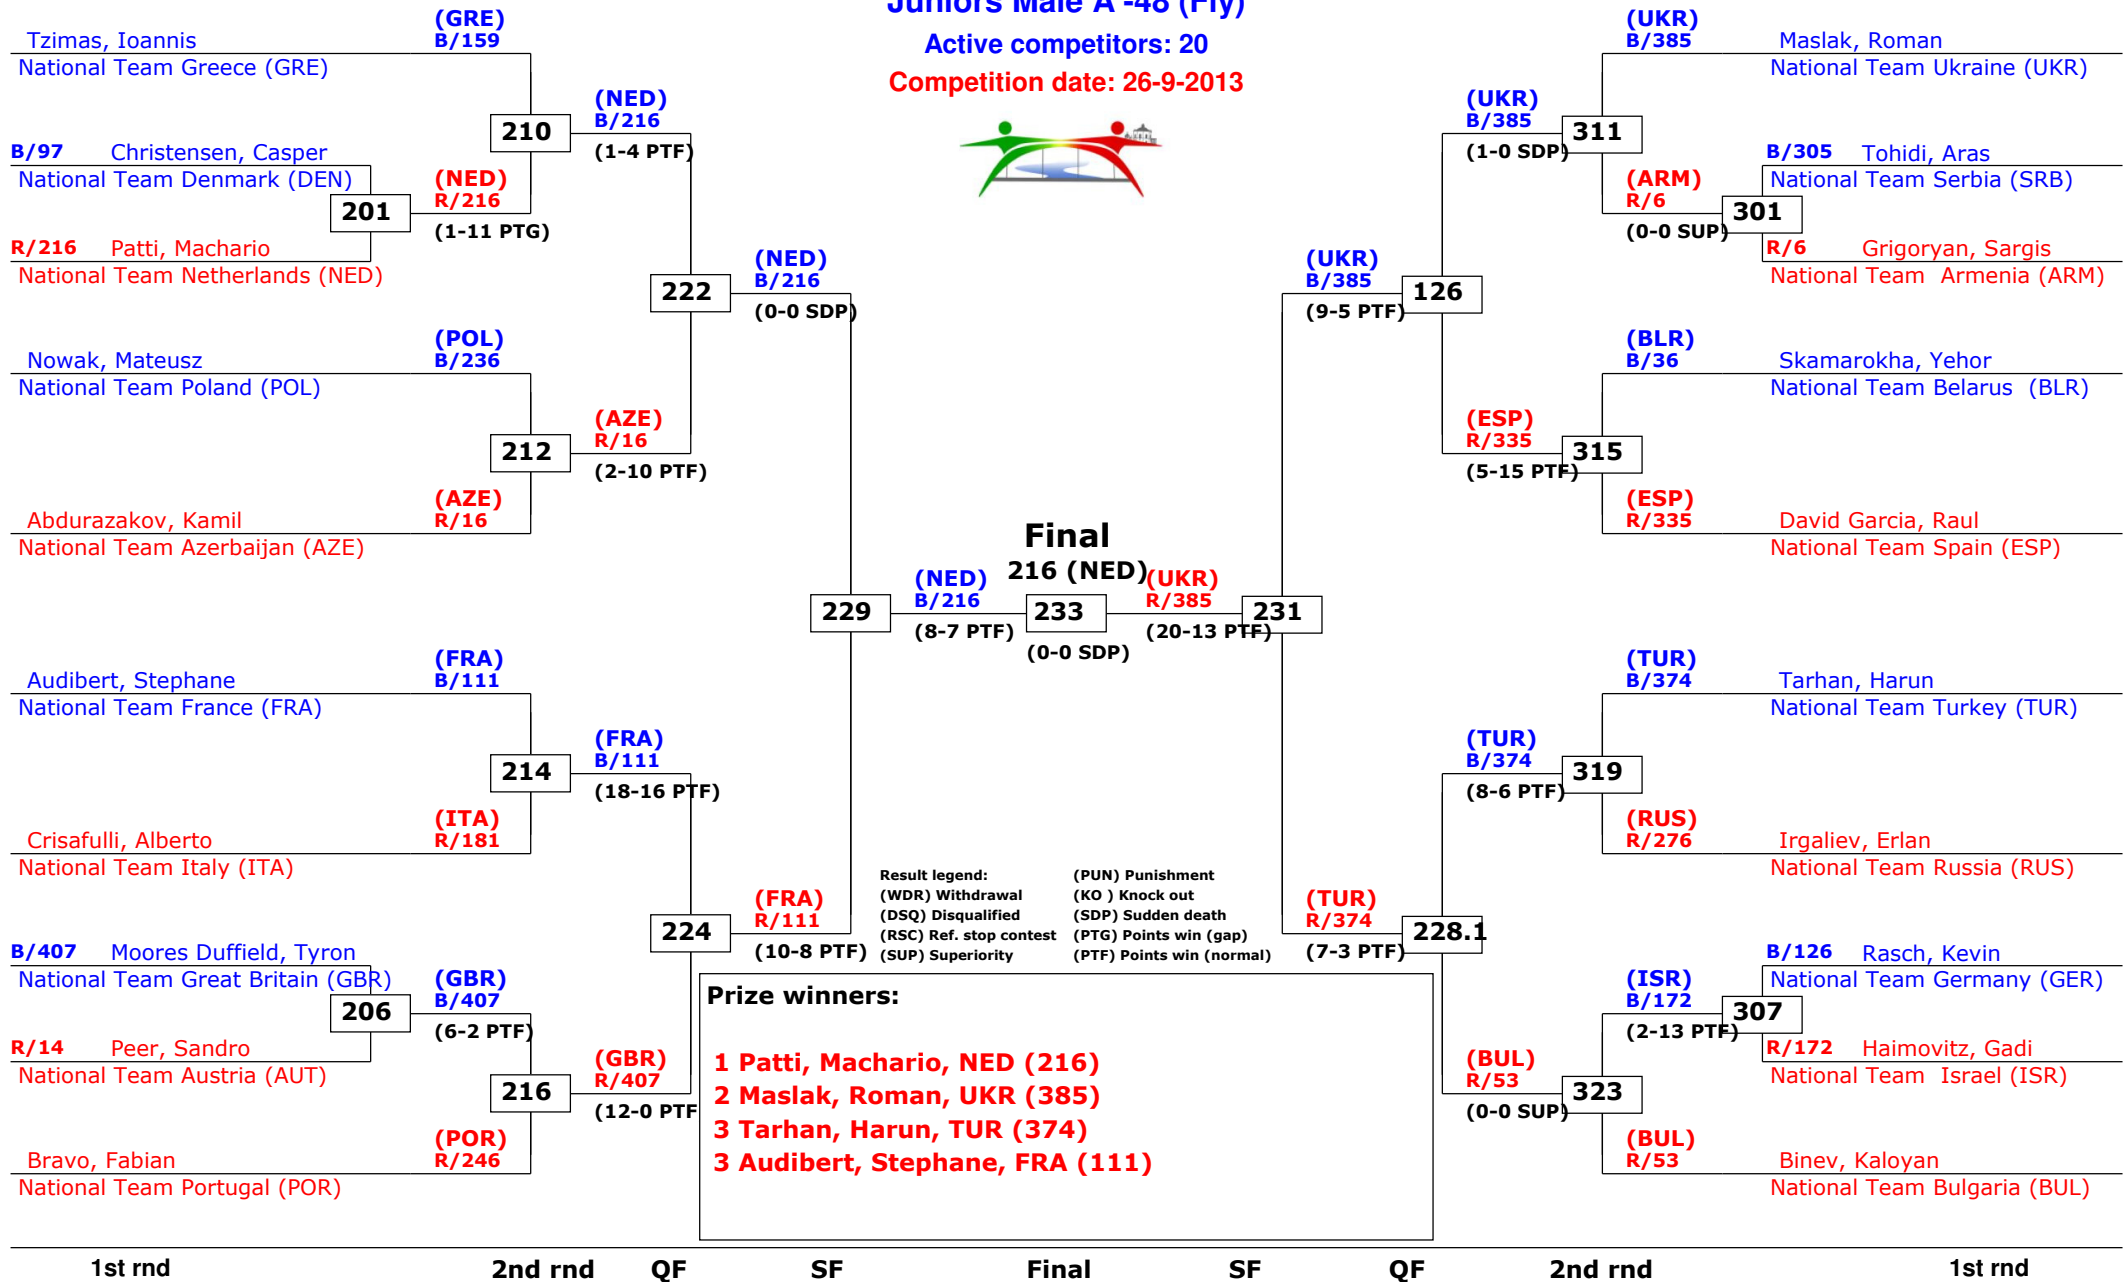 Juniors Male A -48 (Fly)
Active competitors: 20
Competition date: 26-9-2013
Tzimas, Ioannis
National Team Greece (GRE)
(GRE)
B/159
B/97 Christensen, Casper
National Team Denmark (DEN)
201
R/216 Patti, Machario
National Team Netherlands (NED)
(NED)
R/216
(1-11 PTG)
210
(NED)
B/216
(1-4 PTF)
Nowak, Mateusz
National Team Poland (POL)
(POL)
B/236
212
Abdurazakov, Kamil
National Team Azerbaijan (AZE)
(AZE)
R/16
(AZE)
R/16
(2-10 PTF)
222
(NED)
B/216
(0-0 SDP)
Audibert, Stephane
National Team France (FRA)
(FRA)
B/111
214
Crisafulli, Alberto
National Team Italy (ITA)
(ITA)
R/181
(FRA)
B/111
(18-16 PTF)
B/407 Moores Duffield, Tyron
National Team Great Britain (GBR)
206
R/14 Peer, Sandro
National Team Austria (AUT)
(GBR)
B/407
(6-2 PTF)
216
Bravo, Fabian
National Team Portugal (POR)
(POR)
R/246
(GBR)
R/407
(12-0 PTF
224
(FRA)
R/111
(10-8 PTF)
229
(NED)
B/216
(8-7 PTF)
Final
216 (NED)
233
(0-0 SDP)
(UKR)
R/385
(20-13 PTF)
231
(UKR)
B/385
(9-5 PTF)
126
(UKR)
B/385
(1-0 SDP)
311
(UKR)
B/385
Maslak, Roman
National Team Ukraine (UKR)
(ARM)
R/6
(0-0 SUP)
301
B/305 Tohidi, Aras
National Team Serbia (SRB)
R/6 Grigoryan, Sargis
National Team Armenia (ARM)
(BLR)
B/36
Skamarokha, Yehor
National Team Belarus (BLR)
(ESP)
R/335
(5-15 PTF)
315
(ESP)
R/335
David Garcia, Raul
National Team Spain (ESP)
(TUR)
B/374
Tarhan, Harun
National Team Turkey (TUR)
(TUR)
B/374
(8-6 PTF)
319
(RUS)
R/276
Irgaliev, Erlan
National Team Russia (RUS)
(TUR)
R/374
(7-3 PTF)
228.1
B/126 Rasch, Kevin
National Team Germany (GER)
(ISR)
B/172
(2-13 PTF)
307
R/172 Haimovitz, Gadi
National Team Israel (ISR)
(BUL)
R/53
(0-0 SUP)
323
(BUL)
R/53
Binev, Kaloyan
National Team Bulgaria (BUL)
Result legend:
(WDR) Withdrawal
(DSQ) Disqualified
(RSC) Ref. stop contest
(SUP) Superiority
(PUN) Punishment
(KO ) Knock out
(SDP) Sudden death
(PTG) Points win (gap)
(PTF) Points win (normal)
Prize winners:
1 Patti, Machario, NED (216)
2 Maslak, Roman, UKR (385)
3 Tarhan, Harun, TUR (374)
3 Audibert, Stephane, FRA (111)
1st rnd 2nd rnd QF SF Final SF QF 2nd rnd 1st rnd